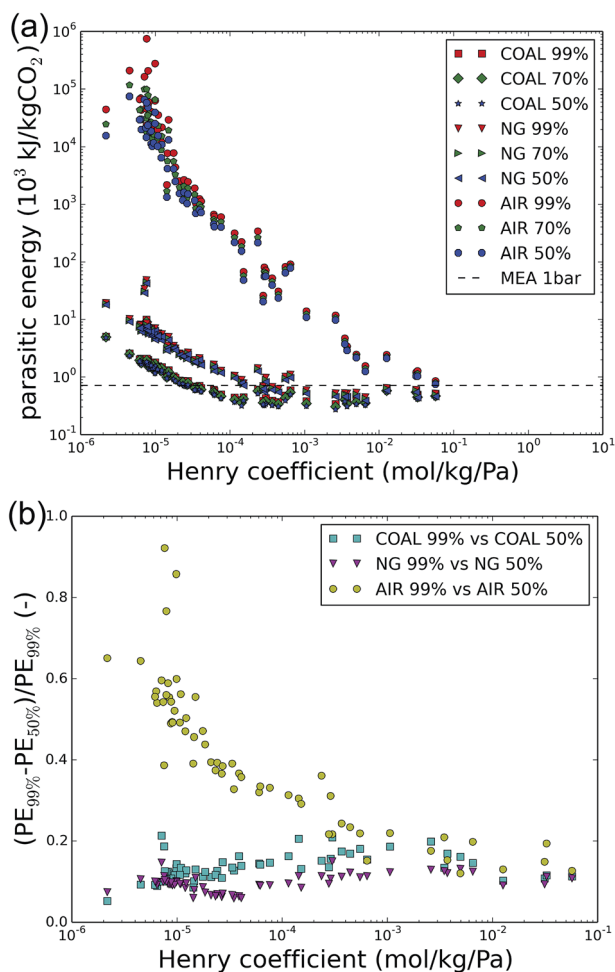 (a)
10^6
10^5
10^4
10^3
10^2
10^1
10^0
10^-1
parasitic energy (10^3 kJ/kgCO_2)
COAL 99%
COAL 70%
COAL 50%
NG 99%
NG 70%
NG 50%
AIR 99%
AIR 70%
AIR 50%
MEA 1bar
10^-6 10^-5 10^-4 10^-3 10^-2 10^-1 10^0 10^1
Henry coefficient (mol/kg/Pa)
(b)
1.0
0.8
0.6
0.4
0.2
0.0
(PE_99%-PE_50%)/PE_99% (-)
COAL 99% vs COAL 50%
NG 99% vs NG 50%
AIR 99% vs AIR 50%
10^-6 10^-5 10^-4 10^-3 10^-2 10^-1
Henry coefficient (mol/kg/Pa)